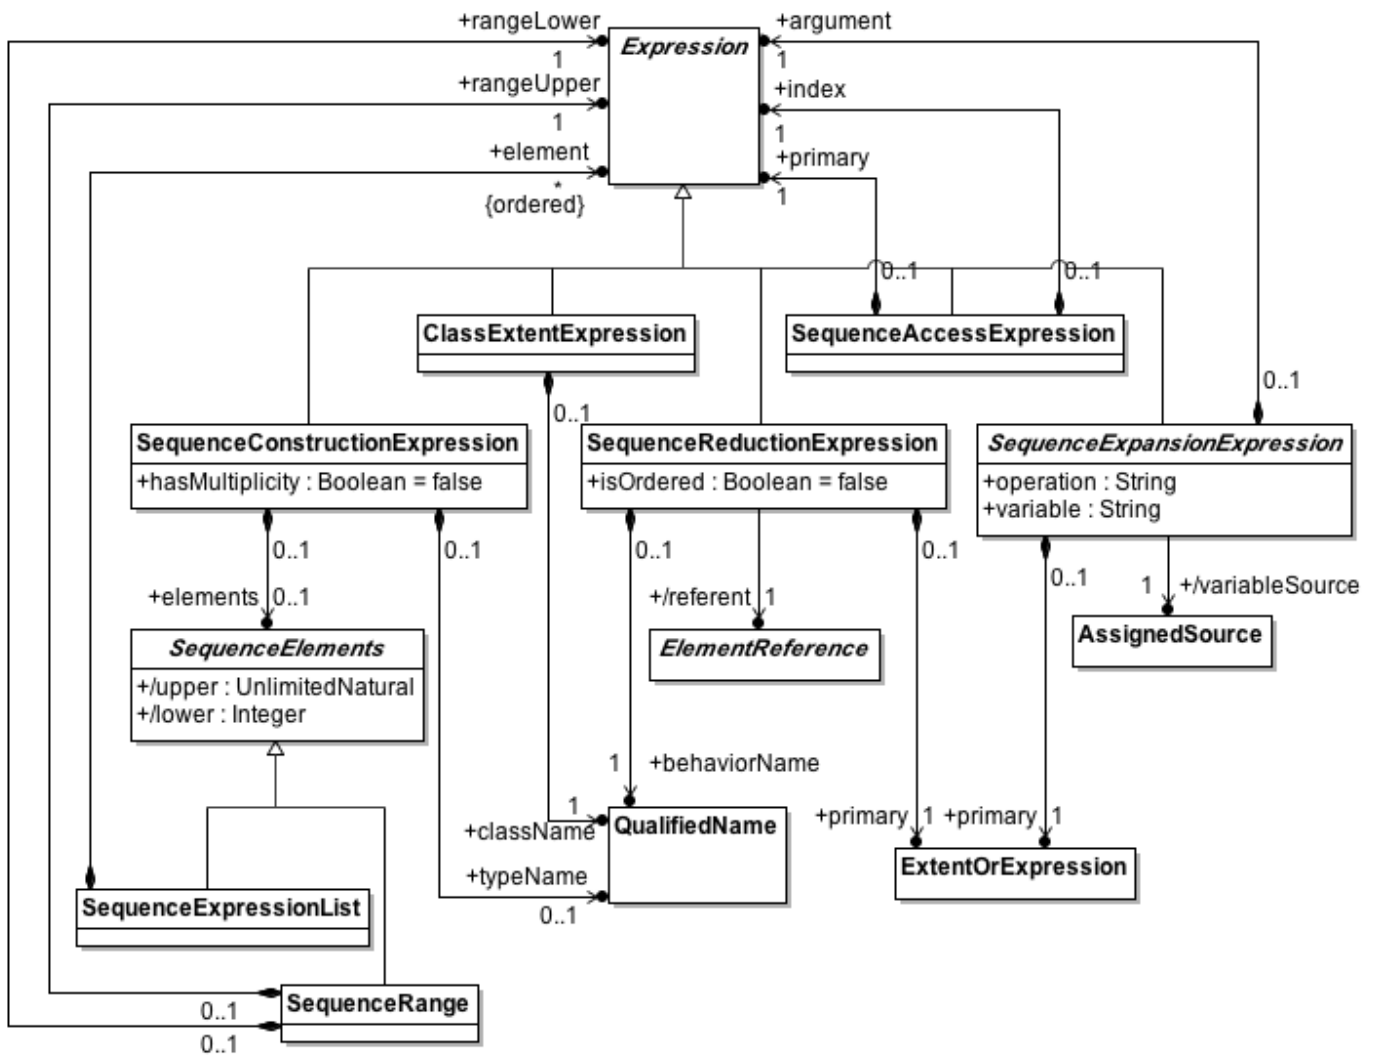 +rangeLower
1
+rangeUpper
1
+element
*
{ordered}
Expression
+argument
1
+index
1
+primary
1
0..1
0..1
ClassExtentExpression
0..1
SequenceAccessExpression
0..1
SequenceConstructionExpression
+hasMultiplicity : Boolean = false
0..1
0..1
SequenceReductionExpression
+isOrdered : Boolean = false
0..1
0..1
SequenceExpansionExpression
+operation : String
+variable : String
0..1
+elements
0..1
+/referent
1
1
+/variableSource
SequenceElements
+/upper : UnlimitedNatural
+/lower : Integer
ElementReference
AssignedSource
1
+behaviorName
1
+className
QualifiedName
+typeName
0..1
+primary
1
+primary
1
ExtentOrExpression
SequenceExpressionList
SequenceRange
0..1
0..1